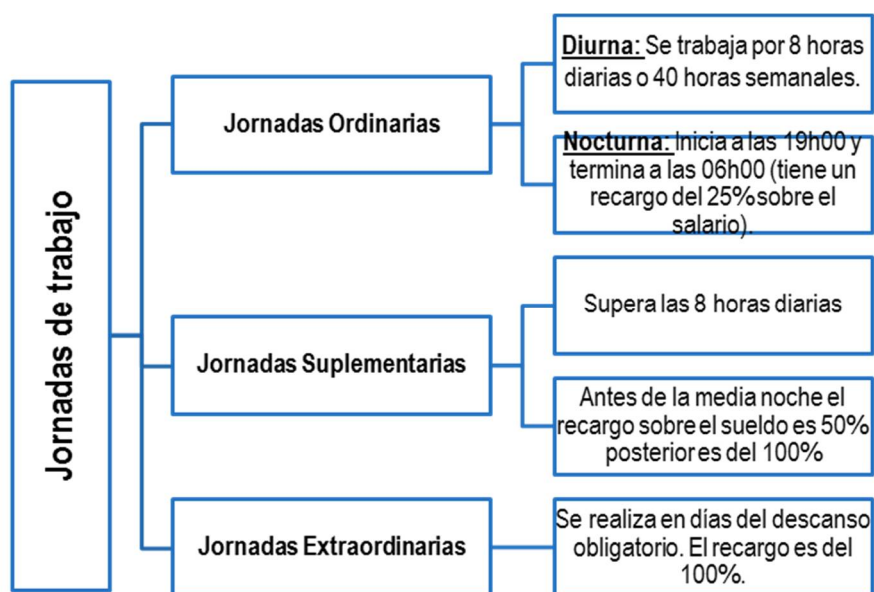 Jornadas de trabajo
Jornadas Ordinarias
Diurna: Se trabaja por 8 horas
diarias o 40 horas semanales.
Nocturna: Inicia a las 19h00 y
termina a las 06h00 (tiene un
recargo del 25% sobre el
salario).
Jornadas Suplementarias
Supera las 8 horas diarias
Antes de la media noche el
recargo sobre el sueldo es 50%
posterior es del 100%
Jornadas Extraordinarias
Se realiza en días del descanso
obligatorio. El recargo es del
100%.